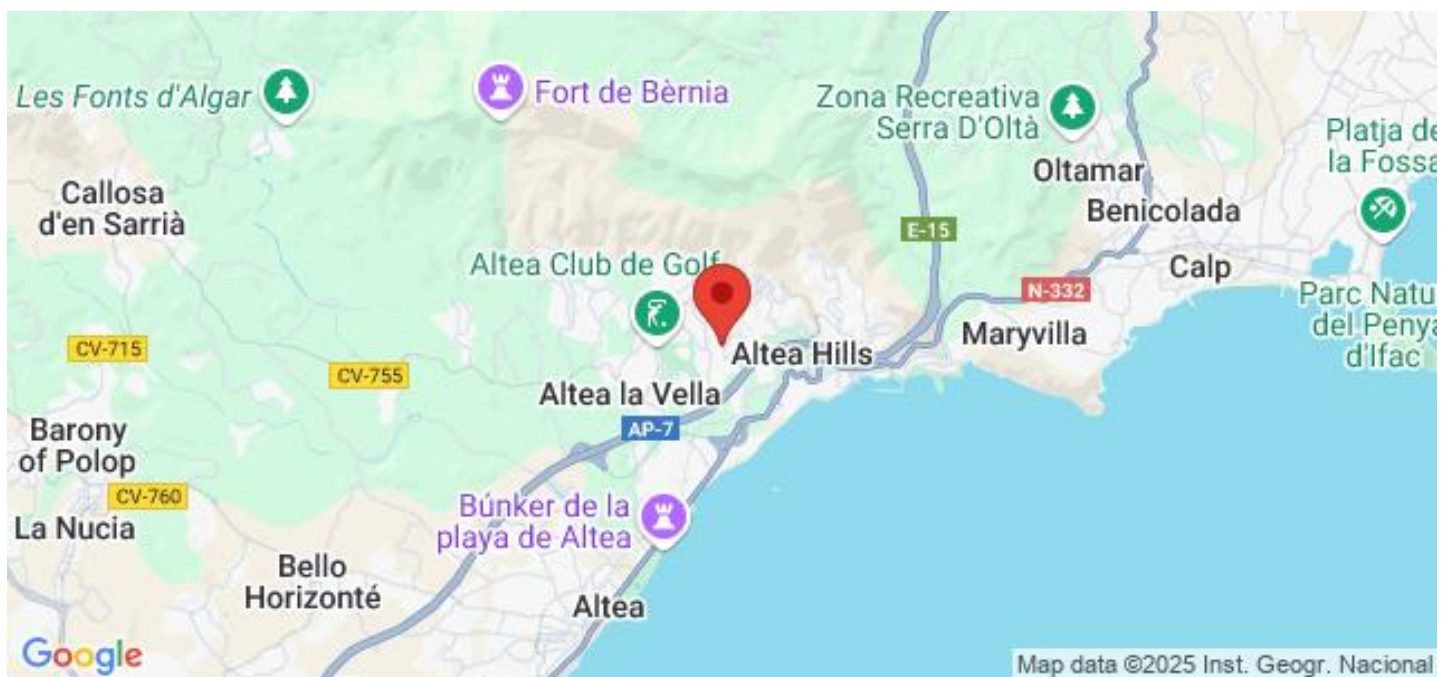 Les Fonts d'Algar
Fort de Bèrnia
Zona Recreativa
Serra D'Oltà
Platja de
la Fossa
Oltamar
Callosa
d'en Sarrià
Benicolada
E-15
Altea Club de Golf
Calp
N-332
Parc Natu
del Penya
d'Ifac
Maryvilla
CV-715
Altea Hills
CV-755
Altea la Vella
AP-7
Barony
of Polop
CV-760
La Nucia
Búnker de la
playa de Altea
Bello
Horizonté
Altea
Google
Map data ©2025 Inst. Geogr. Nacional